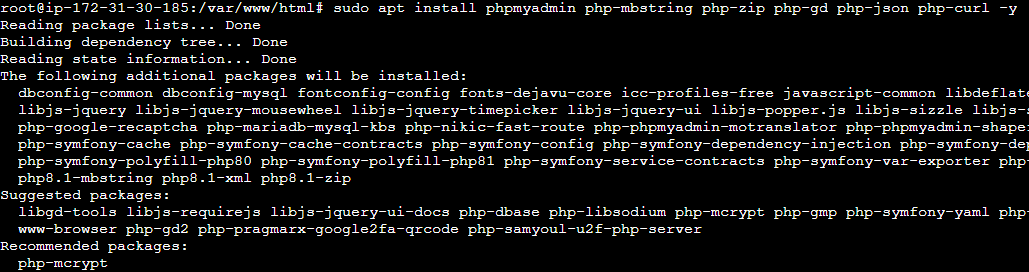 root@ip-172-31-30-185:/var/www/html# sudo apt install phpmyadmin php-mbstring php-zip php-gd php-json php-curl -y
Reading package lists... Done
Building dependency tree... Done
Reading state information... Done
The following additional packages will be installed:
  dbconfig-common dbconfig-mysql fontconfig-config fonts-dejavu-core icc-profiles-free javascript-common libdeflate
  libjs-jquery libjs-jquery-mousewheel libjs-jquery-timepicker libjs-jquery-ui libjs-popper.js libjs-sizzle libjs-s
  php-google-recaptcha php-mariadb-mysql-kbs php-nikic-fast-route php-phpmyadmin-motranslator php-phpmyadmin-shapef
  php-symfony-cache php-symfony-cache-contracts php-symfony-config php-symfony-dependency-injection php-symfony-dep
  php-symfony-polyfill-php80 php-symfony-polyfill-php81 php-symfony-service-contracts php-symfony-var-exporter php-
  php8.1-mbstring php8.1-xml php8.1-zip
Suggested packages:
  libgd-tools libjs-requirejs libjs-jquery-ui-docs php-dbase php-libsodium php-mcrypt php-gmp php-symfony-yaml php-
  www-browser php-gd2 php-pragmarx-google2fa-qrcode php-samyoul-u2f-php-server
Recommended packages:
  php-mcrypt